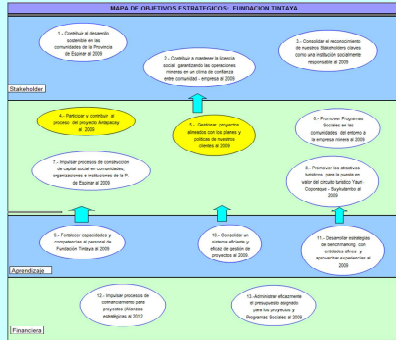 MAPA DE OBJETIVOS ESTRATEGICOS: FUNDACION TINTAYA
1.- Contribuir al desarrollo
sostenible en las
comunidades de la Provincia
de Espinar al 2009
2.- Contribuir a mantener la licencia
social garantizando las operaciones
mineras en un clima de confianza
entre comunidad - empresa al 2009
3.- Consolidar el reconocimiento
de nuestros Stakeholders claves
como una institución socialmente
responsable al 2009
Stakeholder
4.- Participar y contribuir al
proceso del proyecto Antapacay
al 2009
5.- Gestionar proyectos
alineados con los planes y
políticas de nuestros
clientes al 2009
6.- Promover Programas
Sociales en las
comunidades del entorno a
la empresa minera al 2009
7.- Impulsar procesos de construcción
de capital social en comunidades,
organizaciones e instituciones de la P.
de Espinar al 2009
8.- Promover los atractivos
turísticos para la puesta en
valor del circuito turístico Yauri -
Coporaque - Suykutambo al
2009
9.- Fortalecer capacidades y
competencias al personal de
Fundación Tintaya al 2009
10.- Consolidar un
sistema eficiente y
eficaz de gestión de
proyectos al 2009.
11.- Desarrollar estrategias
de benchmarking con
entidades afines y
aprovechar experiencias al
2009
Aprendizaje
12.- Impulsar procesos de
cofinanciamiento para
proyectos (Alianzas
estratégicas al 2012
13.-Administrar eficazmente
el presupuesto asignado
para los proyectos y
Programas Sociales al 2009
Financiera